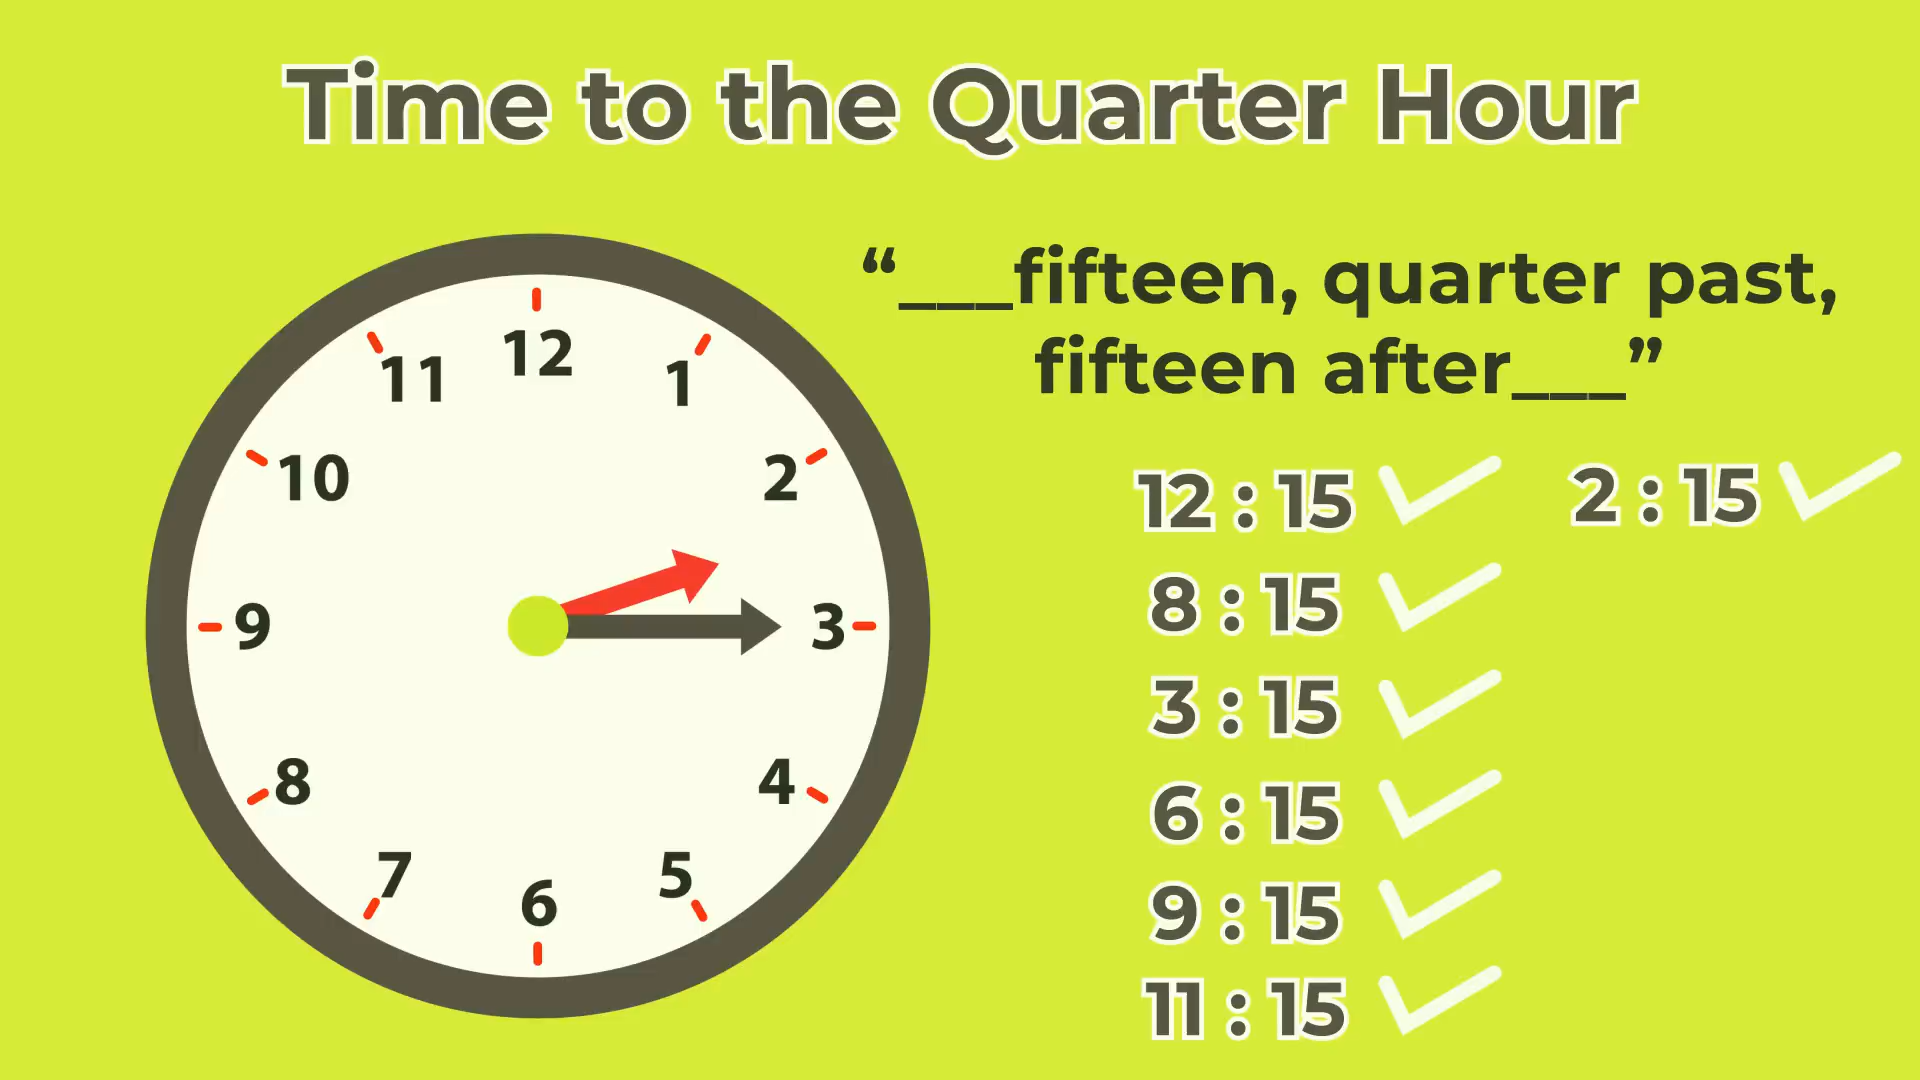 Time to the Quarter Hour
“___fifteen, quarter past,
fifteen after___”
12
11
1
10
2
9
3
8
4
7
5
6
12 : 15
2 : 15
8 : 15
3 : 15
6 : 15
9 : 15
11 : 15